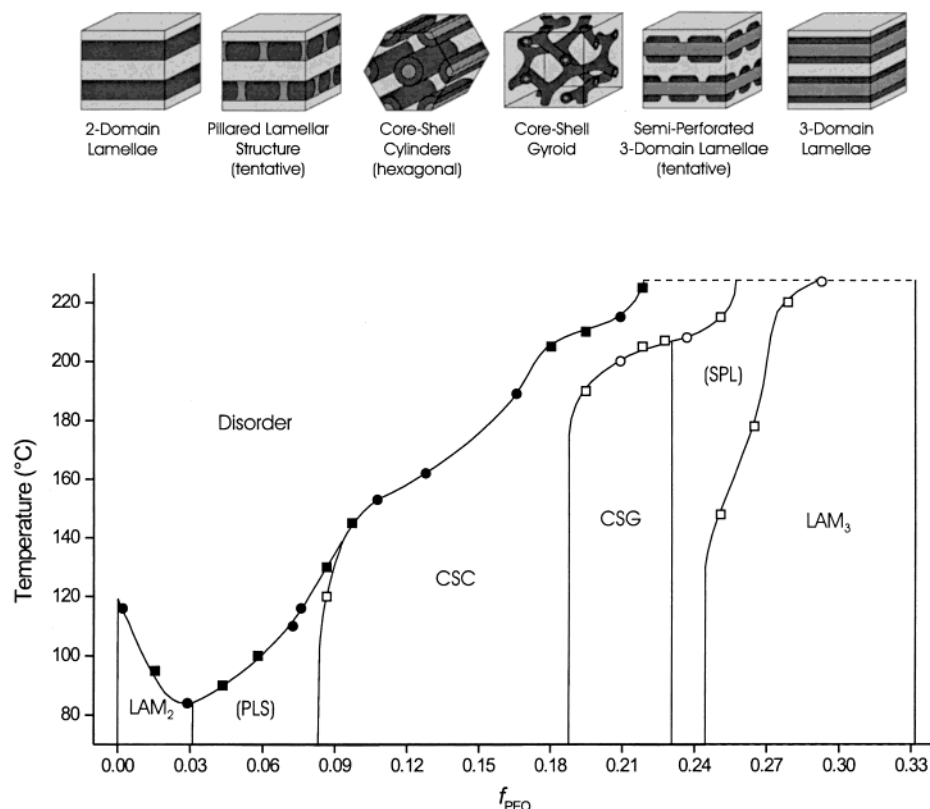 2-Domain
Lamellae
Pillared Lamellar
Structure
(tentative)
Core-Shell
Cylinders
(hexagonal)
Core-Shell
Gyroid
Semi-Perforated
3-Domain Lamellae
(tentative)
3-Domain
Lamellae
Temperature (°C)
220
200
180
160
140
120
100
80
Disorder
(SPL)
CSG
LAM₃
CSC
LAM₂
(PLS)
0.00 0.03 0.06 0.09 0.12 0.15 0.18 0.21 0.24 0.27 0.30 0.33
f_PEO